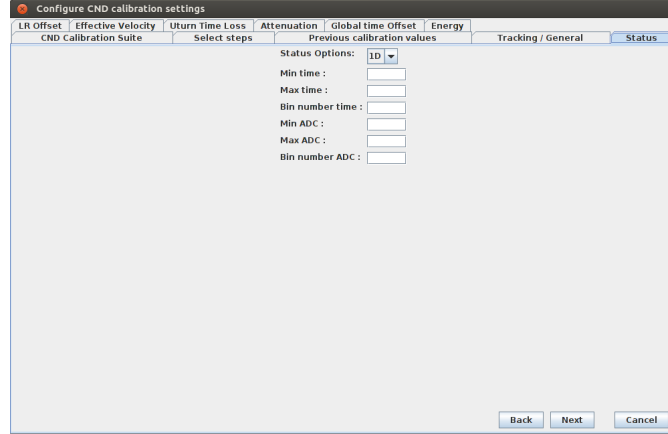 Configure CND calibration settings
LR Offset Effective Velocity Uturn Time Loss Attenuation Global time Offset Energy
CND Calibration Suite Select steps Previous calibration values Tracking / General Status
Status Options: 1D
Min time :
Max time :
Bin number time :
Min ADC :
Max ADC :
Bin number ADC :
Back Next Cancel